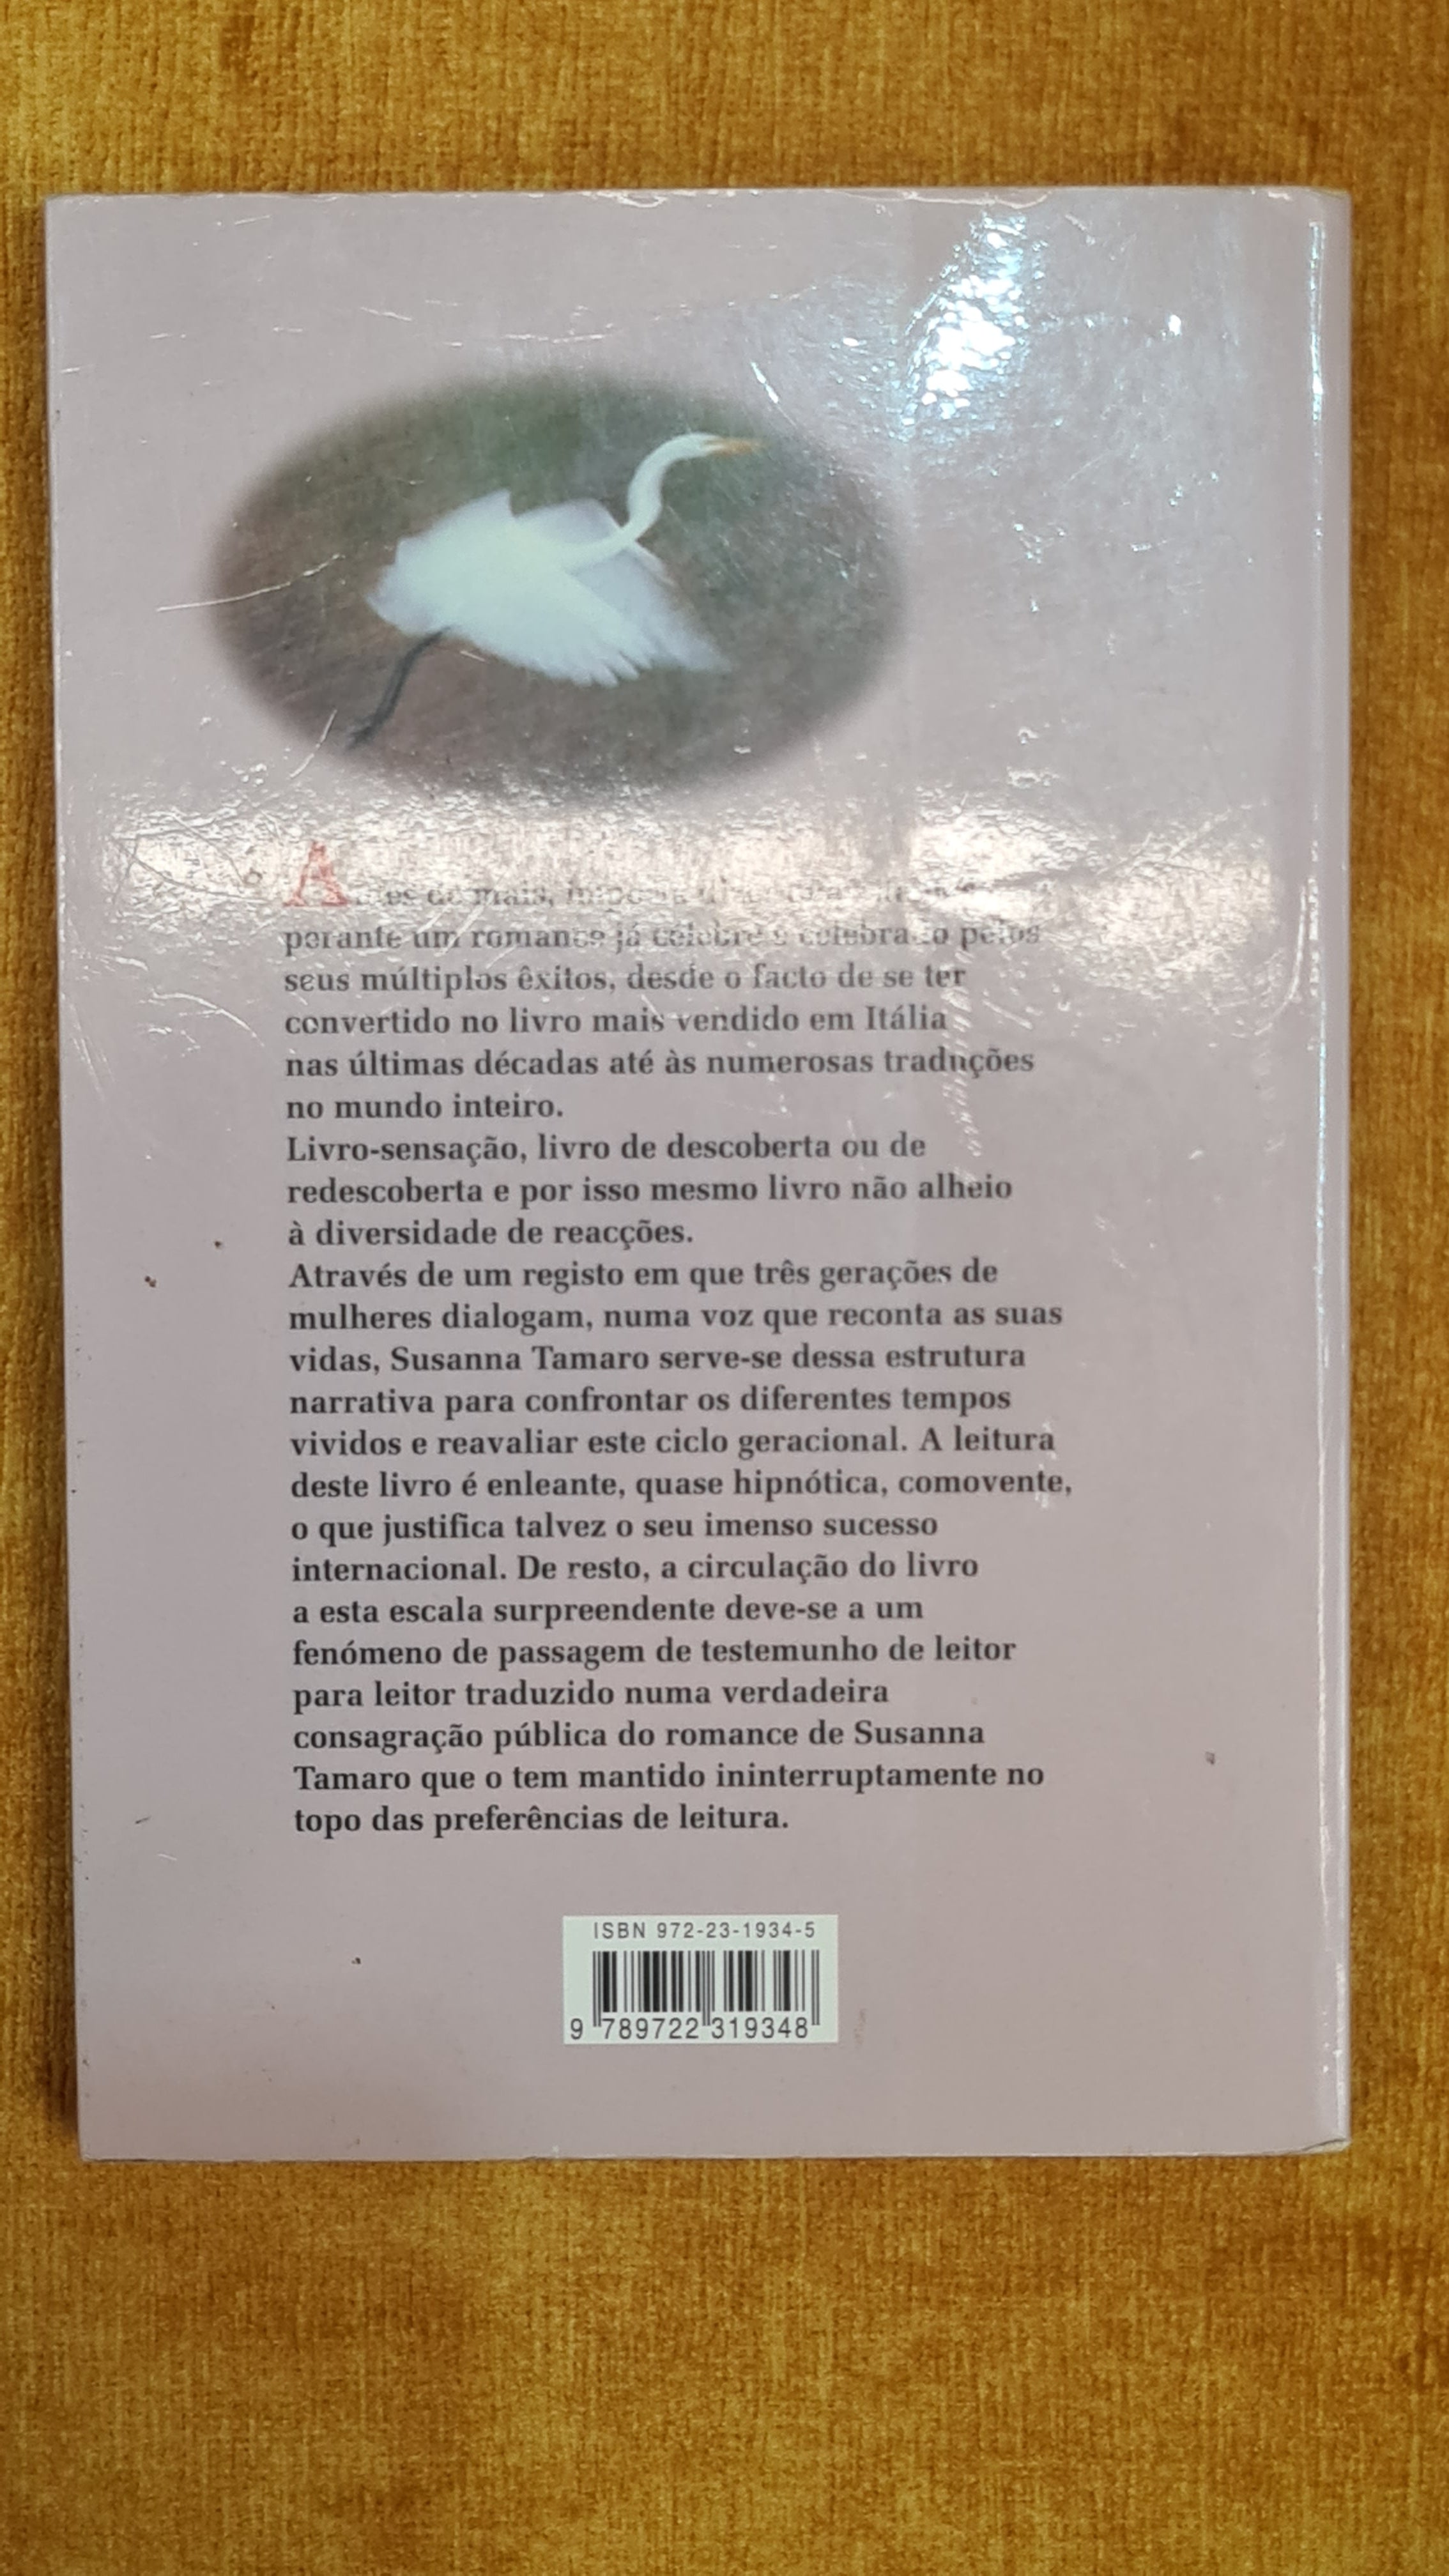 Antes de mais,
perante um romance já célebre e celebrado pelos
seus múltiplos êxitos, desde o facto de se ter
convertido no livro mais vendido em Itália
nas últimas décadas até às numerosas traduções
no mundo inteiro.
Livro-sensação, livro de descoberta ou de
redescoberta e por isso mesmo livro não alheio
à diversidade de reacções.
Através de um registo em que três gerações de
mulheres dialogam, numa voz que reconta as suas
vidas, Susanna Tamaro serve-se dessa estrutura
narrativa para confrontar os diferentes tempos
vividos e reavaliar este ciclo geracional. A leitura
deste livro é enleante, quase hipnótica, comovente,
o que justifica talvez o seu imenso sucesso
internacional. De resto, a circulação do livro
a esta escala surpreendente deve-se a um
fenómeno de passagem de testemunho de leitor
para leitor traduzido numa verdadeira
consagração pública do romance de Susanna
Tamaro que o tem mantido ininterruptamente no
topo das preferências de leitura.
ISBN 972-23-1934-5
9 789722 319348